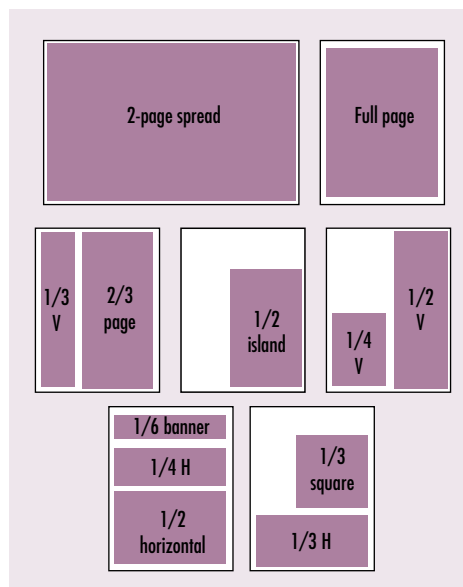 2-page spread
Full page
1/3
V
2/3
page
1/2
island
1/4
V
1/2
V
1/6 banner
1/4 H
1/2
horizontal
1/3
square
1/3 H